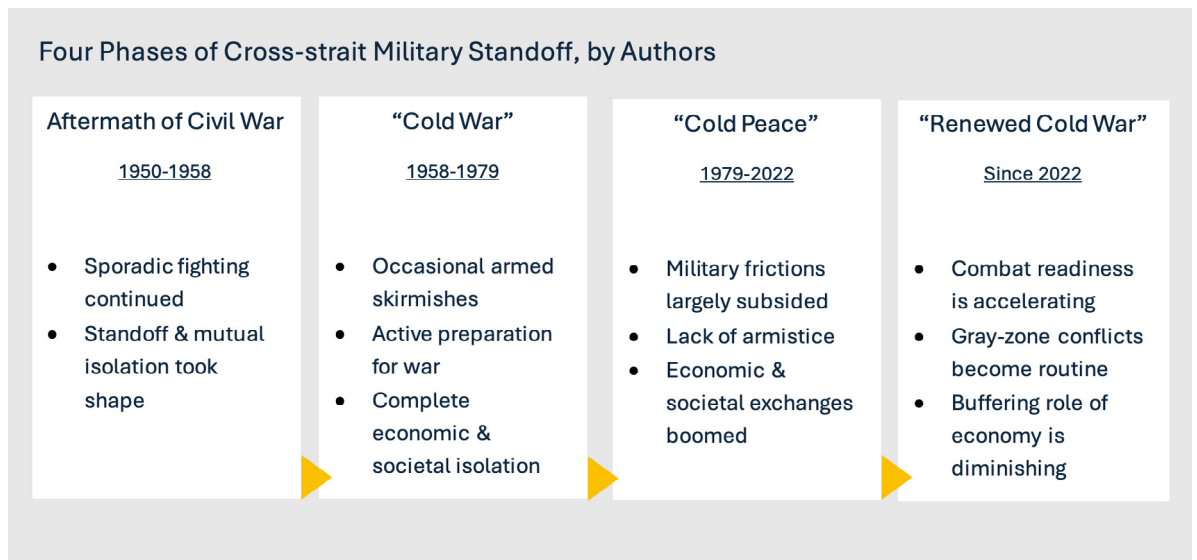 Four Phases of Cross-strait Military Standoff, by Authors
Aftermath of Civil War
1950-1958
• Sporadic fighting
continued
• Standoff & mutual
isolation took
shape
“Cold War”
1958-1979
• Occasional armed
skirmishes
• Active preparation
for war
• Complete
economic &
societal isolation
“Cold Peace”
1979-2022
• Military frictions
largely subsided
• Lack of armistice
• Economic &
societal exchanges
boomed
“Renewed Cold War”
Since 2022
• Combat readiness
is accelerating
• Gray-zone conflicts
become routine
• Buffering role of
economy is
diminishing